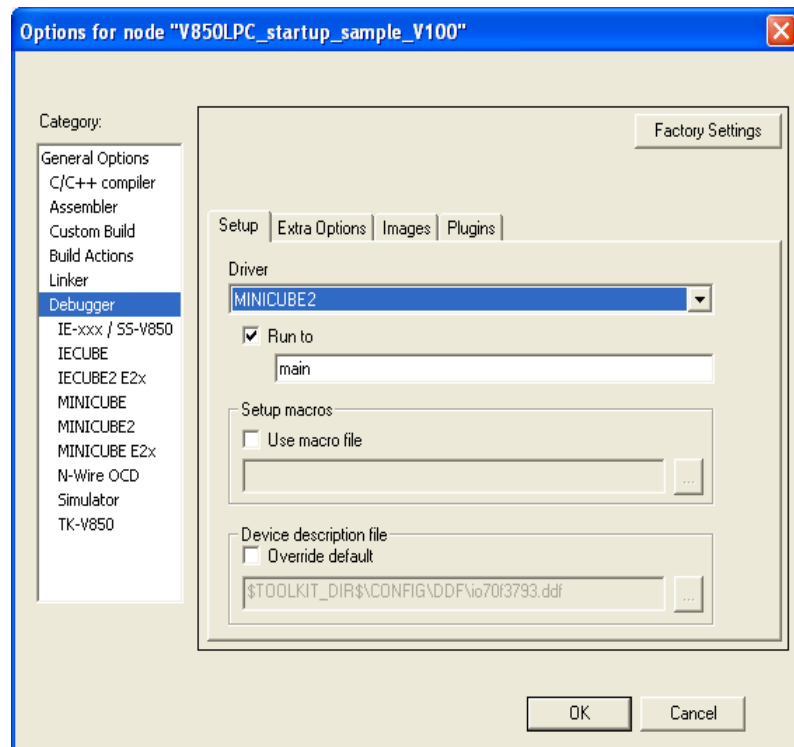 Options for node "V850LPC_startup_sample_V100"
Category:
General Options
C/C++ compiler
Assembler
Custom Build
Build Actions
Linker
Debugger
IE-xxx / SS-V850
IECUBE
IECUBE2 E2x
MINICUBE
MINICUBE2
MINICUBE E2x
N-Wire OCD
Simulator
TK-V850
Factory Settings
Setup Extra Options Images Plugins
Driver
MINICUBE2
Run to
main
Setup macros
Use macro file
...
Device description file
Override default
$TOOLKIT_DIR$\CONFIG\DDF\io70f3793.ddf
...
OK Cancel